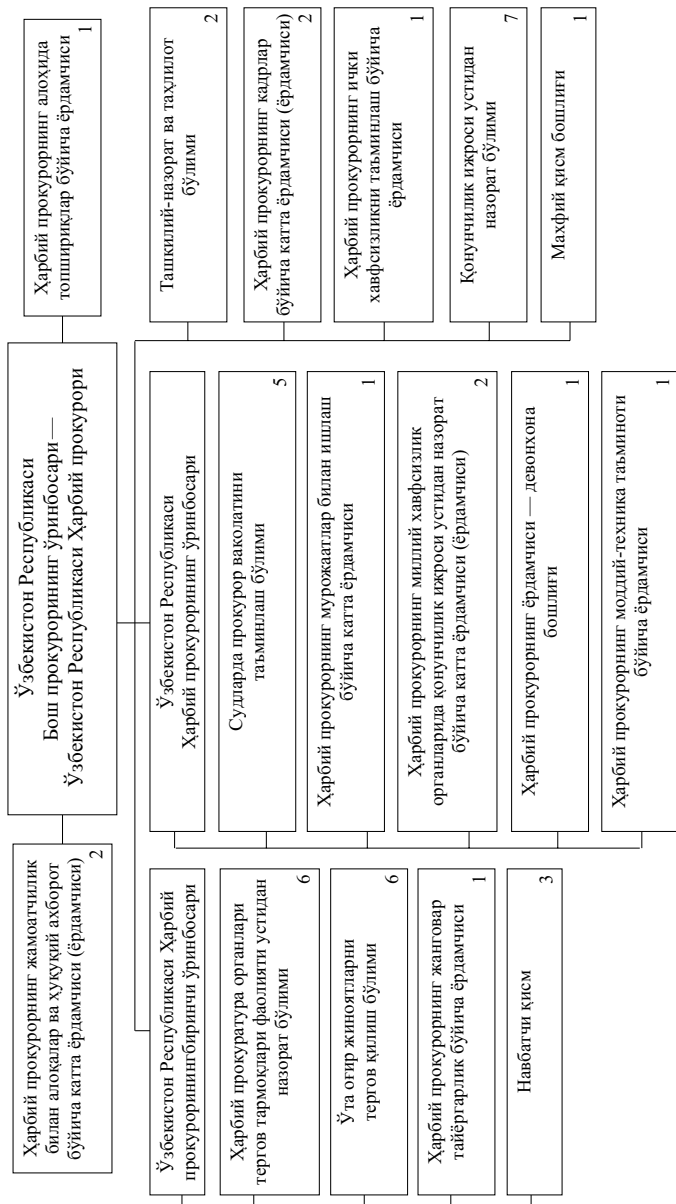 Ҳарбий прокурорнинг жамоатчилик
билан алоқалар ва ҳуқуқий ахборот
бўйича катта ёрдамчиси (ёрдамчиси)
2
Ўзбекистон Республикаси
Бош прокурорининг ўринбосари —
Ўзбекистон Республикаси Ҳарбий прокурори
Ҳарбий прокурорнинг алоҳида
топшириқлар бўйича ёрдамчиси
1
Ўзбекистон Республикаси Ҳарбий
прокурорининг биринчи ўринбосари
Ҳарбий прокуратура органлари
тергов тармоқлари фаолияти устидан
назорат бўлими
6
Ўта оғир жиноятларни
тергов қилиш бўлими
6
Ҳарбий прокурорнинг жанговар
тайёргарлик бўйича ёрдамчиси
1
Навбатчи қисм
3
Ўзбекистон Республикаси
Ҳарбий прокурорининг ўринбосари
Судларда прокурор ваколатини
таъминлаш бўлими
5
Ҳарбий прокурорнинг мурожаатлар билан ишлаш
бўйича катта ёрдамчиси
1
Ҳарбий прокурорнинг миллий хавфсизлик
органларида қонунчилик ижроси устидан назорат
бўйича катта ёрдамчиси (ёрдамчиси)
2
Ҳарбий прокурорнинг ёрдамчиси — девонхона
бошлиғи
1
Ҳарбий прокурорнинг моддий-техника таъминоти
бўйича ёрдамчиси
1
Ташкилий-назорат ва таҳлилот
бўлими
2
Ҳарбий прокурорнинг кадрлар
бўйича катта ёрдамчиси (ёрдамчиси)
2
Ҳарбий прокурорнинг ички
хавфсизликни таъминлаш бўйича
ёрдамчиси
1
Қонунчилик ижроси устидан
назорат бўлими
7
Махфий қисм бошлиғи
1